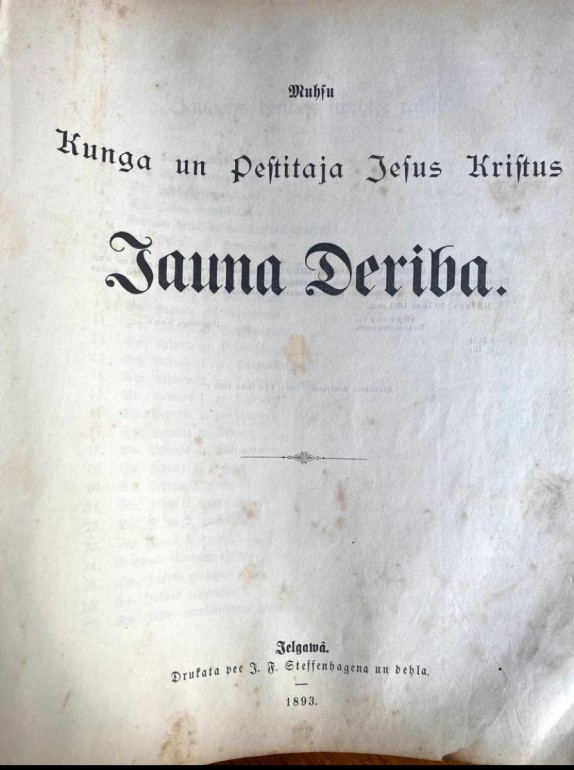 Muhſu
Kunga un Peſtitaja Jeſus Kriſtus
Jauna Deriba.
Jelgawâ.
Drukata pee J. F. Steffenhagena un dehla.
1893.